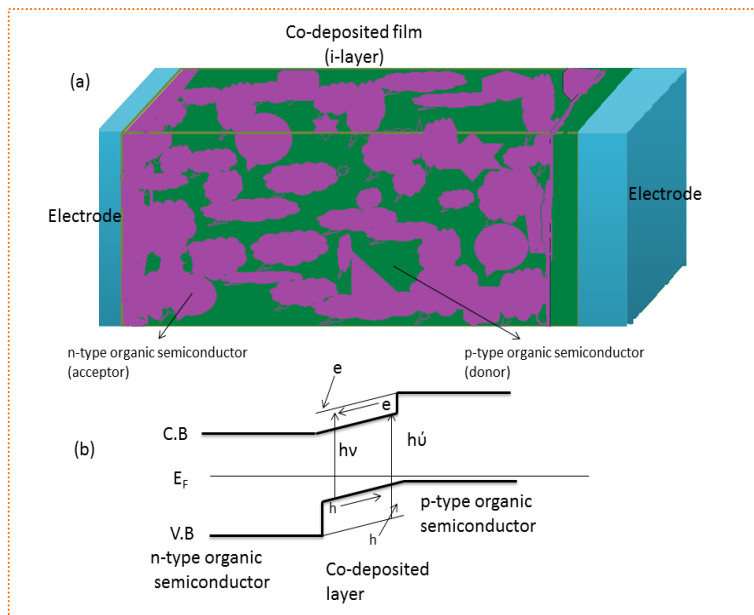 Co-deposited film
(i-layer)
(a)
Electrode
Electrode
n-type organic semiconductor
(acceptor)
p-type organic semiconductor
(donor)
e
e
C.B
hν
hύ
(b)
E_F
h
p-type organic
semiconductor
h
V.B
n-type organic
semiconductor
Co-deposited
layer